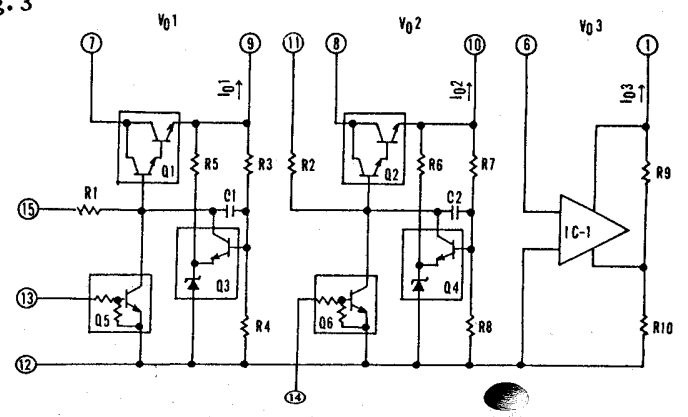 g. 3
V01 V02 V03
7 9 11 8 10 6 1
I01 I02 I03
Q1 R5 R3 R2 Q2 R6 R7 R9
R1 C1 C2
15
IC-1
13 Q5 Q3 R4 Q6 Q4 R8 R10
12
14